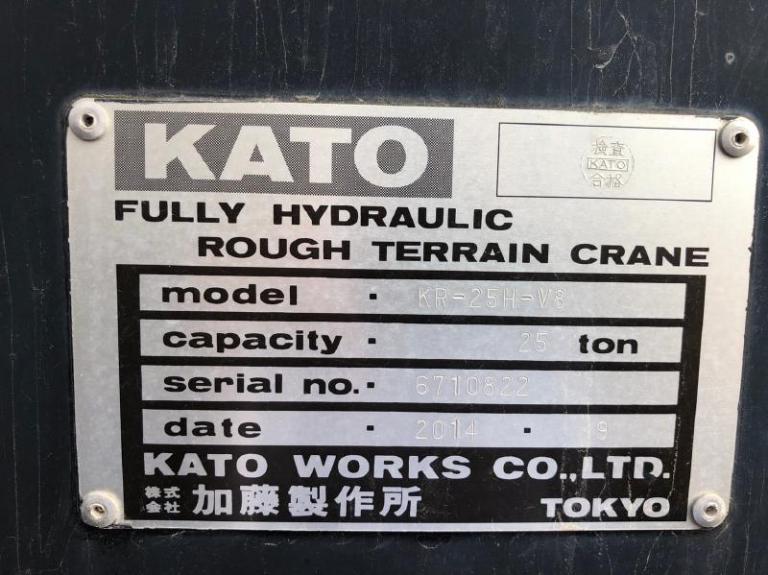 KATO
検査
KATO
合格
FULLY HYDRAULIC
ROUGH TERRAIN CRANE
model · KR-25H-V8
capacity · 25 ton
serial no. · 6710822
date · 2014 · 9
KATO WORKS CO.,LTD.
株式会社 加藤製作所 TOKYO